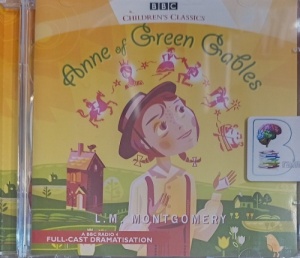 BBC
CHILDREN'S CLASSICS
Anne of Green Gables
L.M. MONTGOMERY
A BBC RADIO 4
FULL-CAST DRAMATISATION